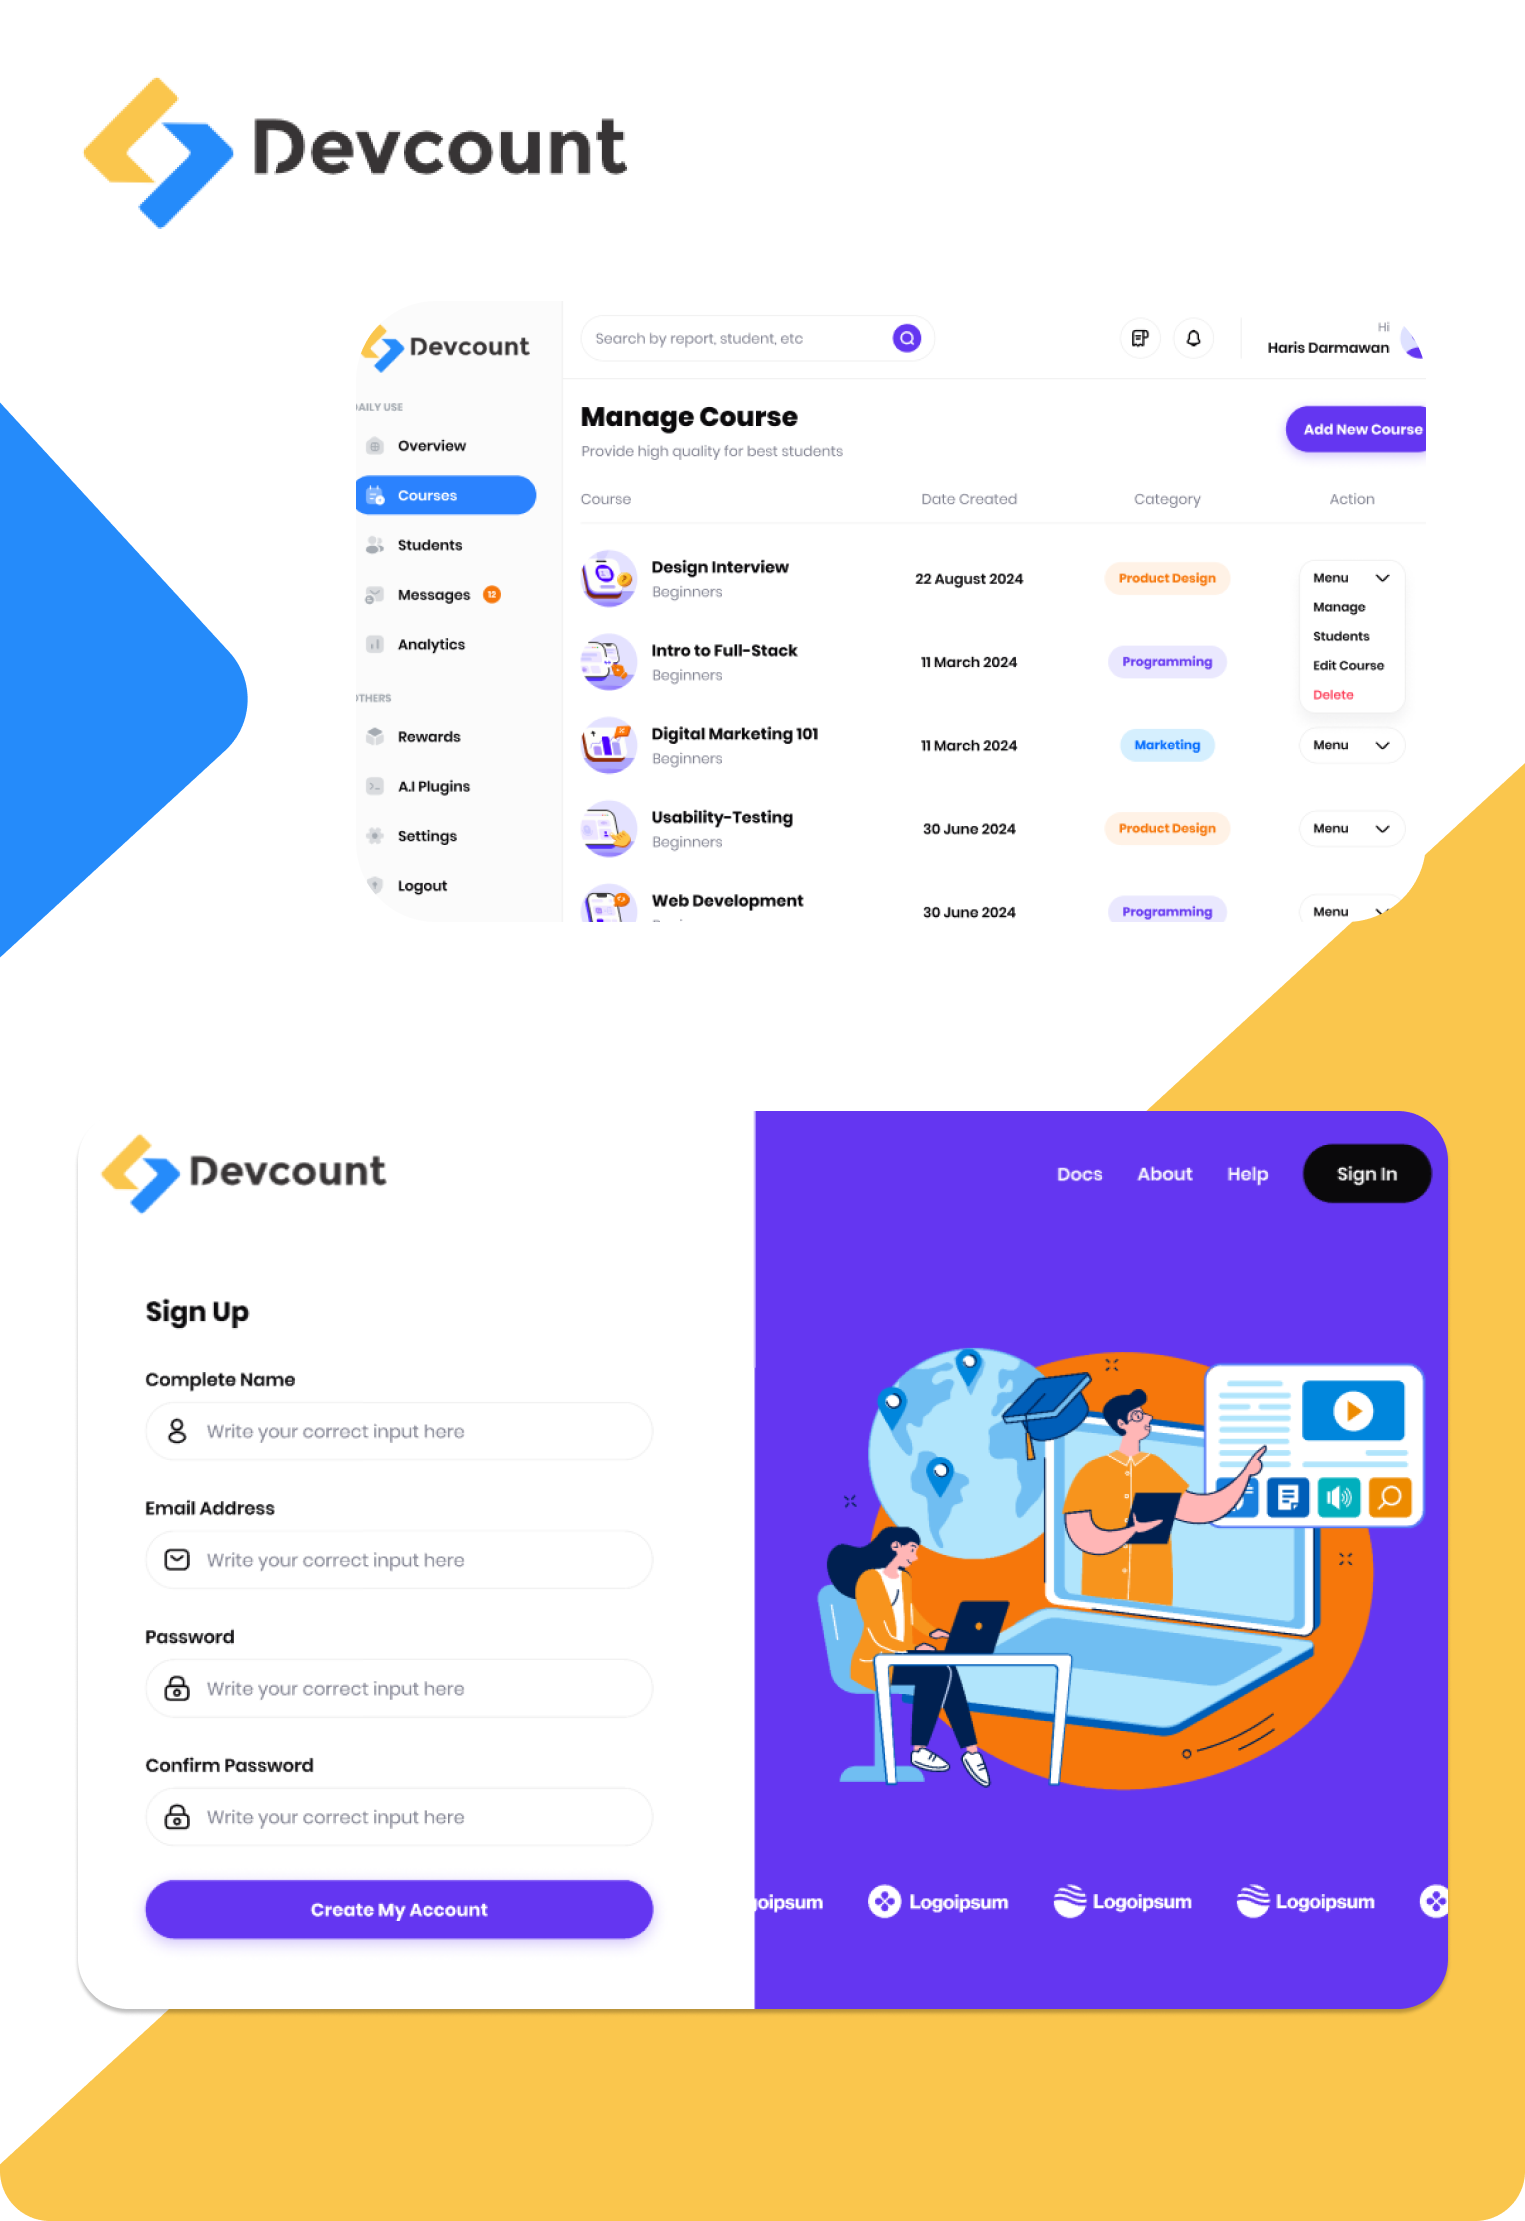 Devcount
Devcount
Search by report, student, etc
Hi
Haris Darmawan
DAILY USE
Overview
Courses
Students
Messages 12
Analytics
OTHERS
Rewards
A.I Plugins
Settings
Logout
Manage Course
Provide high quality for best students
Add New Course
Course Date Created Category Action
Design Interview
Beginners
22 August 2024
Product Design
Menu
Manage
Students
Edit Course
Delete
Intro to Full-Stack
Beginners
11 March 2024
Programming
Digital Marketing 101
Beginners
11 March 2024
Marketing
Menu
Usability-Testing
Beginners
30 June 2024
Product Design
Menu
Web Development
30 June 2024
Programming
Menu
Devcount
Docs About Help Sign In
Sign Up
Complete Name
Write your correct input here
Email Address
Write your correct input here
Password
Write your correct input here
Confirm Password
Write your correct input here
Create My Account
goipsum Logoipsum Logoipsum Logoipsum